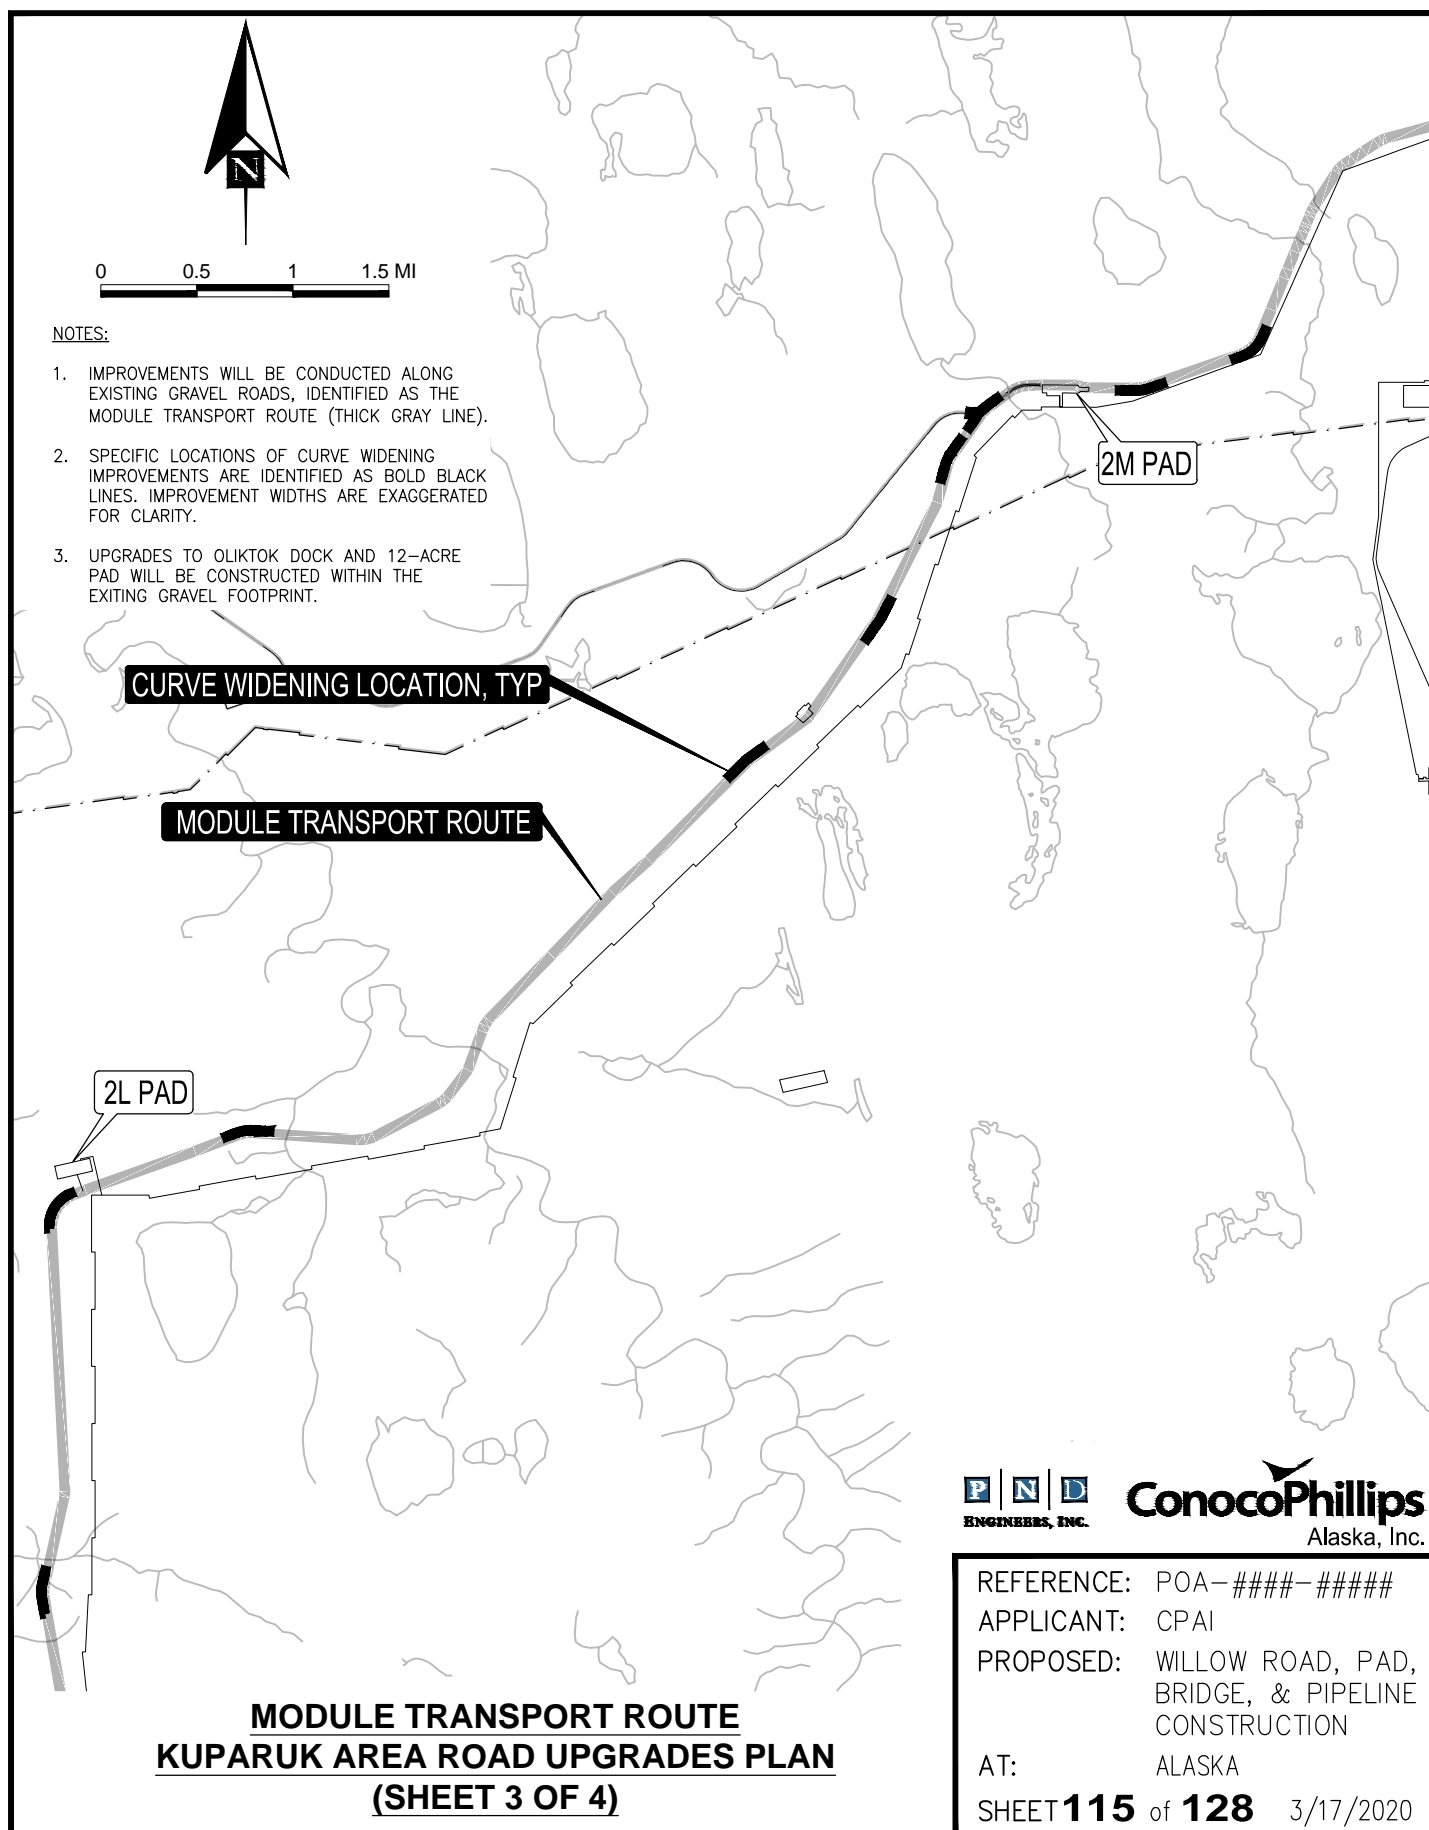 N
0 0.5 1 1.5 MI
NOTES:
1. IMPROVEMENTS WILL BE CONDUCTED ALONG
EXISTING GRAVEL ROADS, IDENTIFIED AS THE
MODULE TRANSPORT ROUTE (THICK GRAY LINE).
2. SPECIFIC LOCATIONS OF CURVE WIDENING
IMPROVEMENTS ARE IDENTIFIED AS BOLD BLACK
LINES. IMPROVEMENT WIDTHS ARE EXAGGERATED
FOR CLARITY.
3. UPGRADES TO OLIKTOK DOCK AND 12-ACRE
PAD WILL BE CONSTRUCTED WITHIN THE
EXITING GRAVEL FOOTPRINT.
2M PAD
CURVE WIDENING LOCATION, TYP
MODULE TRANSPORT ROUTE
2L PAD
P N D
ENGINEERS, INC.
ConocoPhillips
Alaska, Inc.
REFERENCE: POA-####-#####
APPLICANT: CPAI
PROPOSED: WILLOW ROAD, PAD,
BRIDGE, & PIPELINE
CONSTRUCTION
AT: ALASKA
SHEET 115 of 128 3/17/2020
MODULE TRANSPORT ROUTE
KUPARUK AREA ROAD UPGRADES PLAN
(SHEET 3 OF 4)